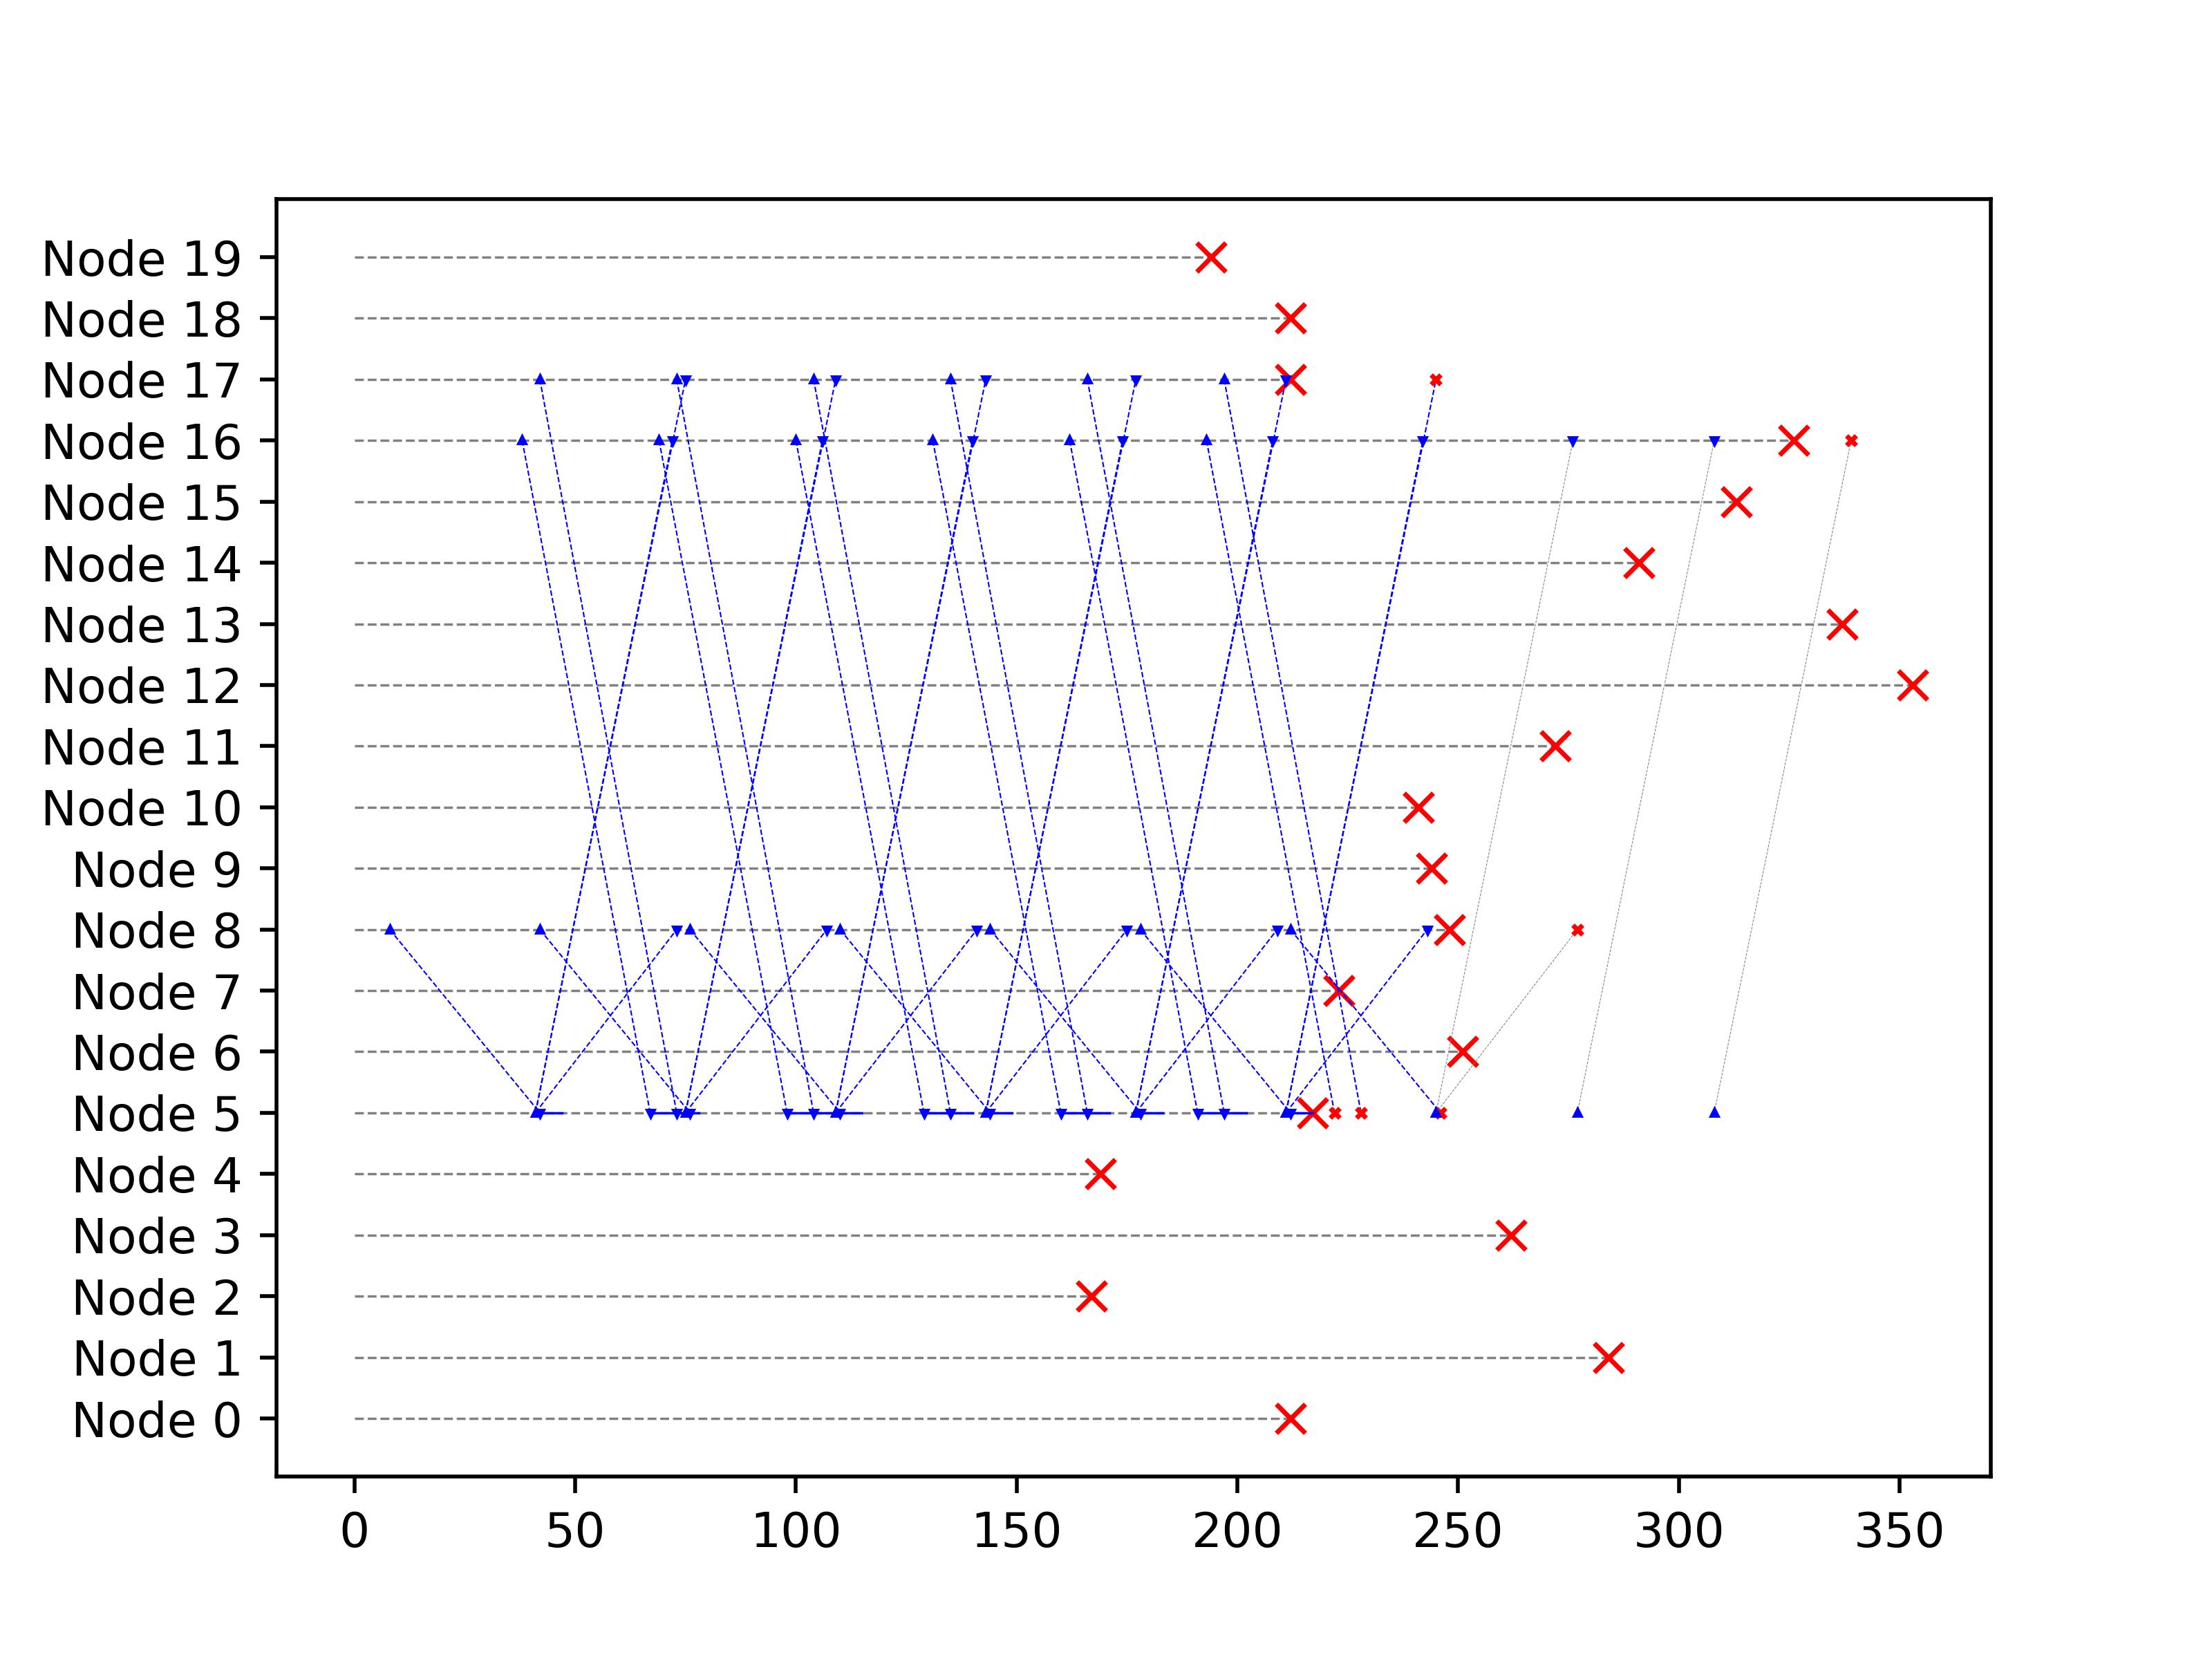 Node 19
Node 18
Node 17
Node 16
Node 15
Node 14
Node 13
Node 12
Node 11
Node 10
Node 9
Node 8
Node 7
Node 6
Node 5
Node 4
Node 3
Node 2
Node 1
Node 0
0 50 100 150 200 250 300 350